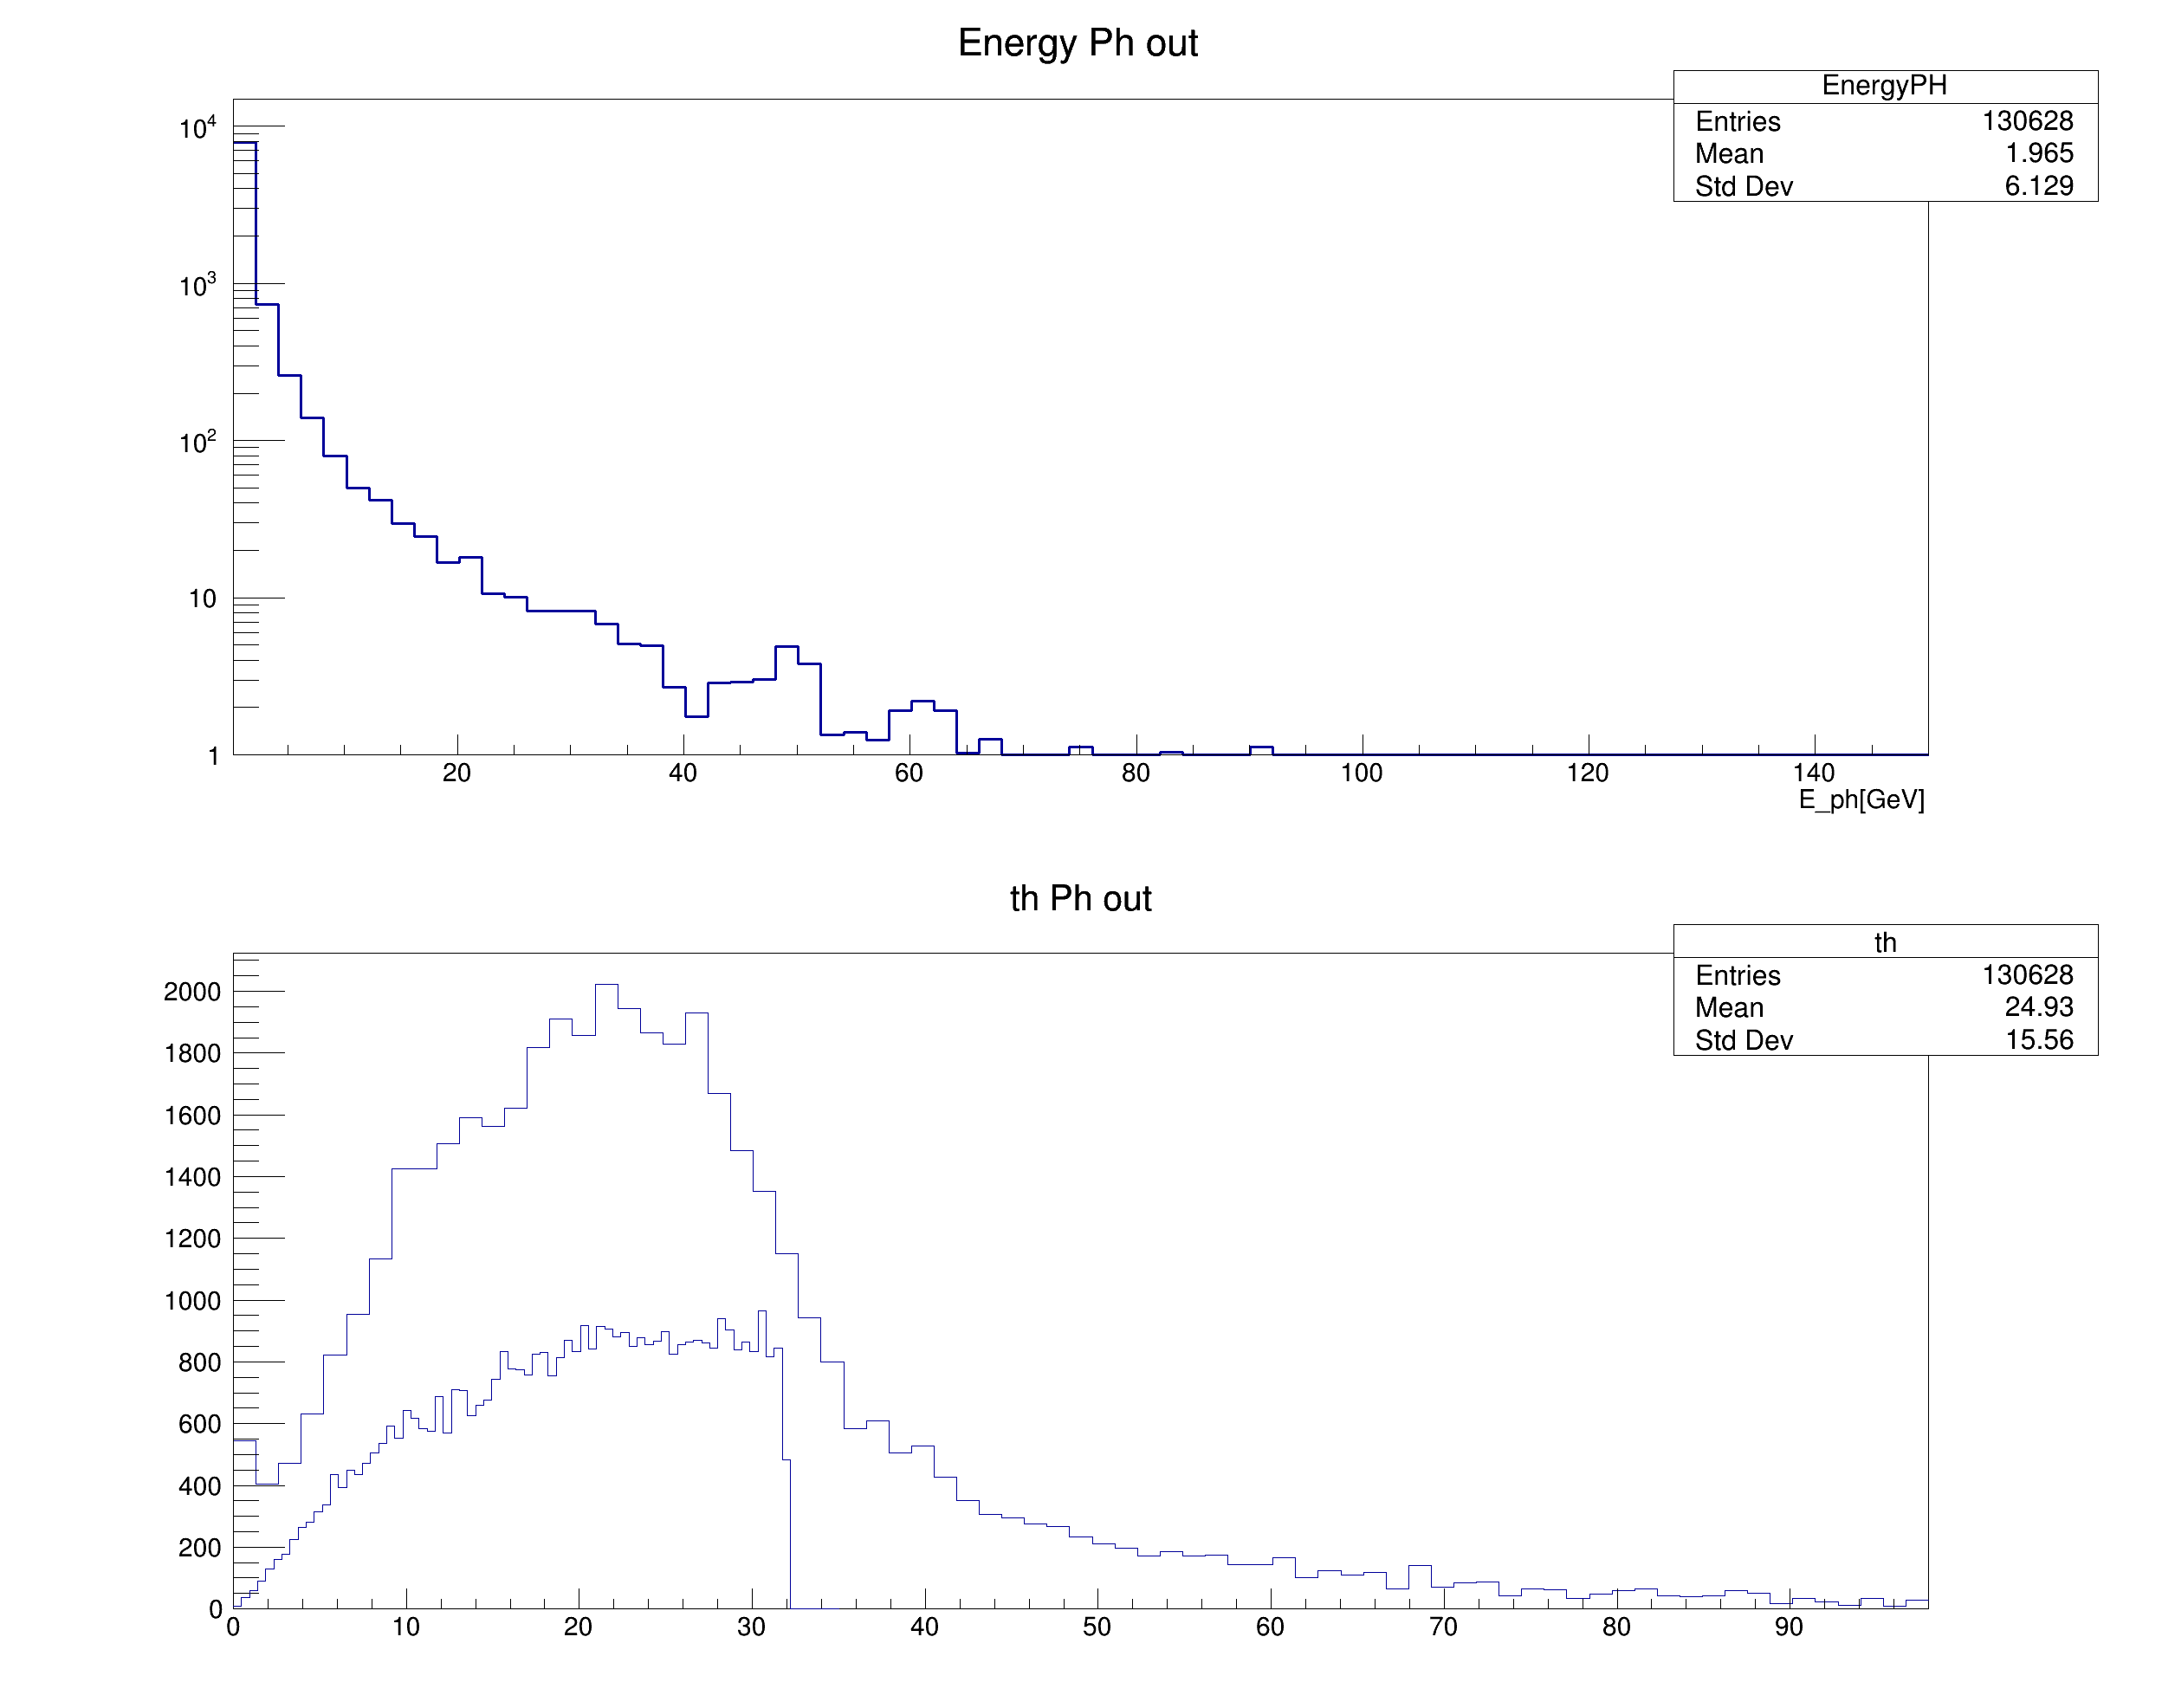 Energy Ph out
EnergyPH
Entries 130628
Mean 1.965
Std Dev 6.129
10^4
10^3
10^2
10
1
20 40 60 80 100 120 140
E_ph[GeV]
th Ph out
th
Entries 130628
Mean 24.93
Std Dev 15.56
2000
1800
1600
1400
1200
1000
800
600
400
200
0
0 10 20 30 40 50 60 70 80 90